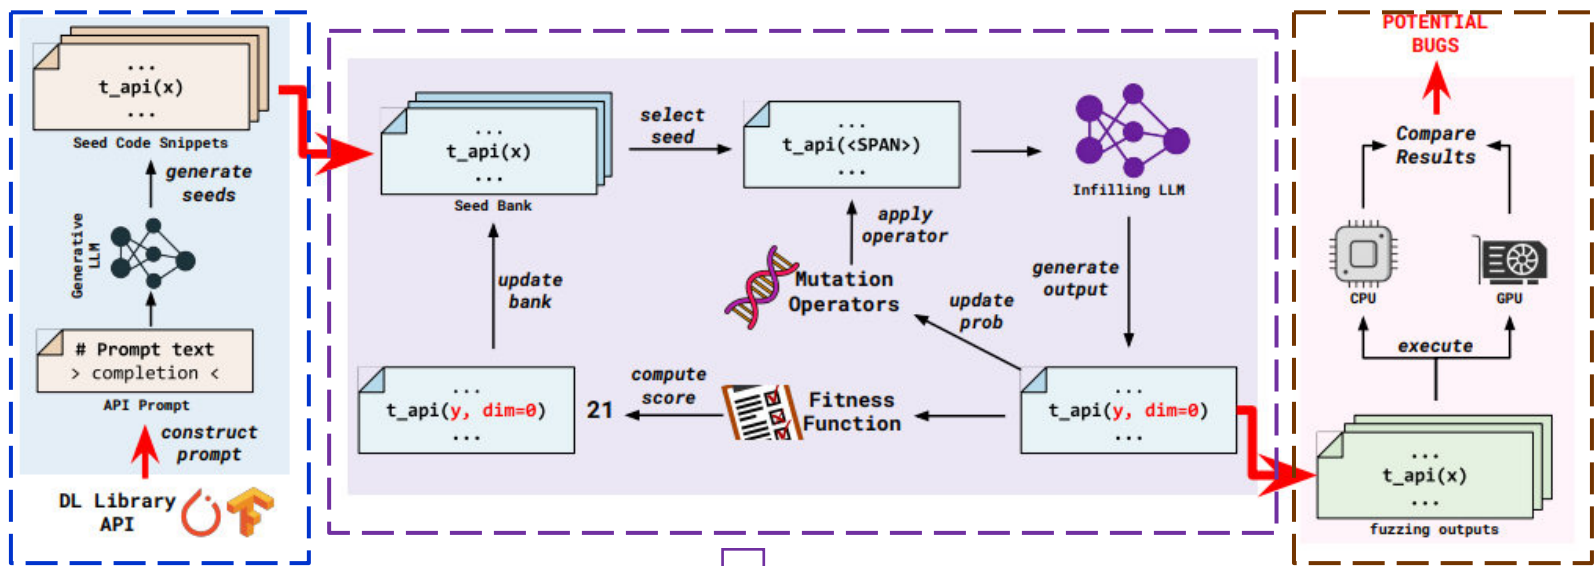 ...
t_api(x)
...
Seed Code Snippets
generate
seeds
Generative
LLM
# Prompt text
> completion <
API Prompt
construct
prompt
DL Library
API
...
t_api(x)
...
Seed Bank
select
seed
...
t_api(<SPAN>)
...
Infilling LLM
apply
operator
Mutation
Operators
update
bank
update
prob
generate
output
...
t_api(y, dim=0)
...
21
compute
score
Fitness
Function
...
t_api(y, dim=0)
...
POTENTIAL
BUGS
Compare
Results
CPU
GPU
execute
...
t_api(x)
...
fuzzing outputs